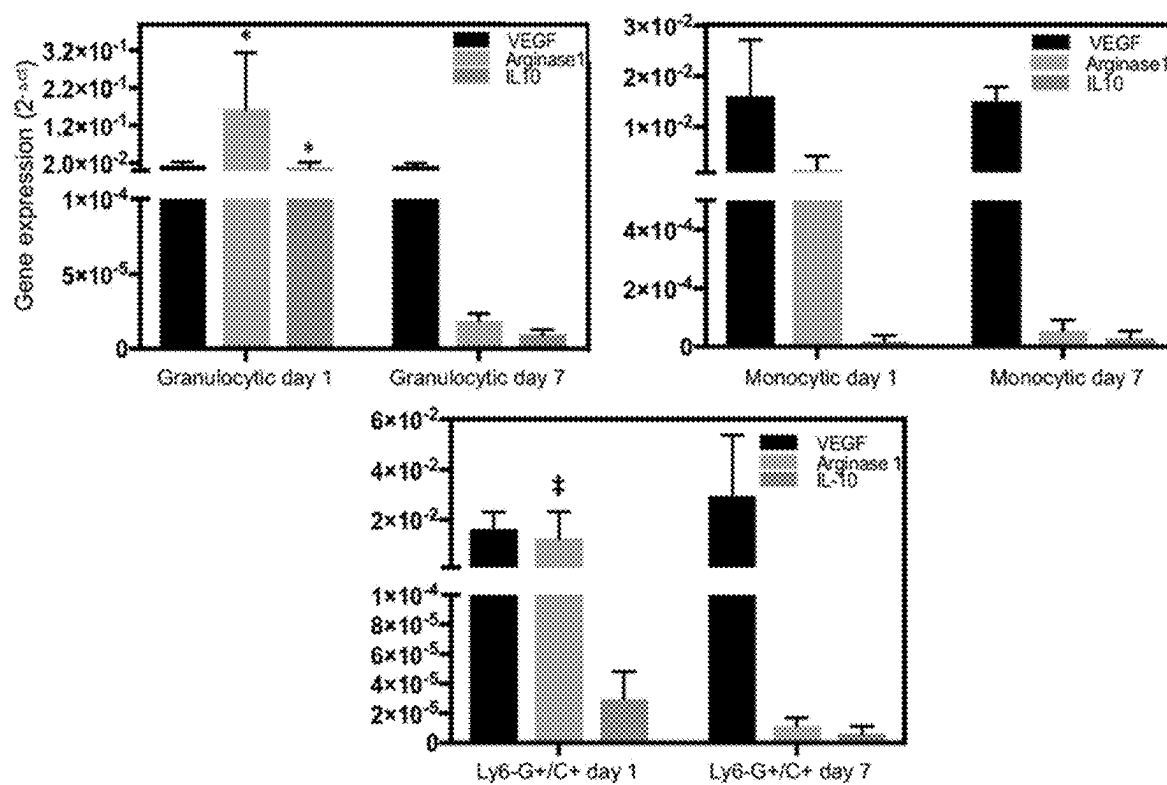 Gene expression (2-ΔCT)
3.2×10-1
2.2×10-1
1.2×10-1
2.0×10-2
1×10-4
5×10-5
0
*
*
VEGF
Arginase1
IL10
Granulocytic day 1
Granulocytic day 7
3×10-2
2×10-2
1×10-2
4×10-4
2×10-4
0
VEGF
Arginase1
IL10
Monocytic day 1
Monocytic day 7
6×10-2
4×10-2
2×10-2
1×10-4
8×10-5
6×10-5
4×10-5
2×10-5
0
‡
VEGF
Arginase 1
IL-10
Ly6-G+/C+ day 1
Ly6-G+/C+ day 7